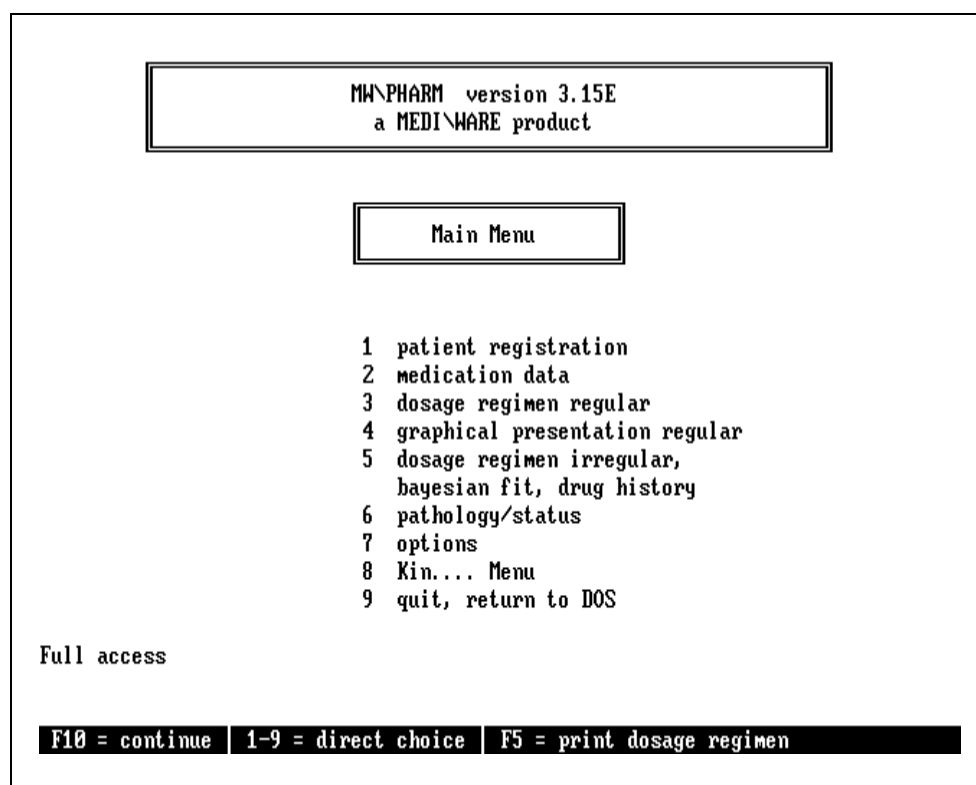 MW\PHARM version 3.15E
a MEDI\WARE product
Main Menu
1 patient registration
2 medication data
3 dosage regimen regular
4 graphical presentation regular
5 dosage regimen irregular,
bayesian fit, drug history
6 pathology/status
7 options
8 Kin.... Menu
9 quit, return to DOS
Full access
F10 = continue | 1-9 = direct choice | F5 = print dosage regimen